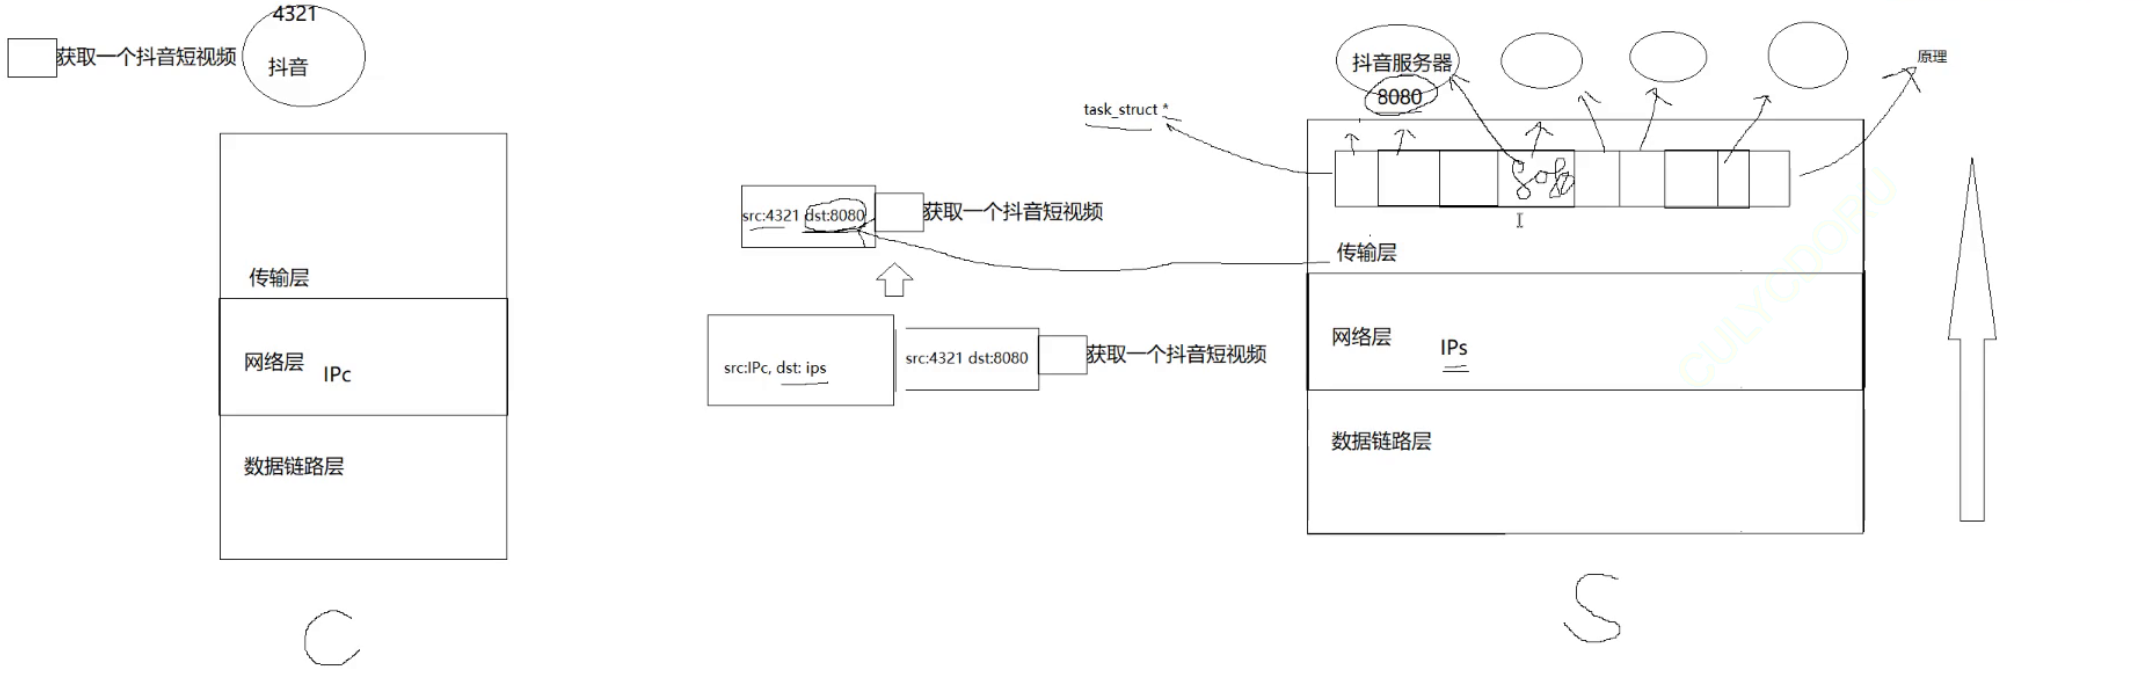 4321
获取一个抖音短视频
抖音
传输层
网络层
IPc
数据链路层
C
src:4321 dst:8080
获取一个抖音短视频
src:IPc, dst: ips
src:4321 dst:8080
获取一个抖音短视频
task_struct *
抖音服务器
8080
原理
8080
传输层
网络层
IPs
数据链路层
S